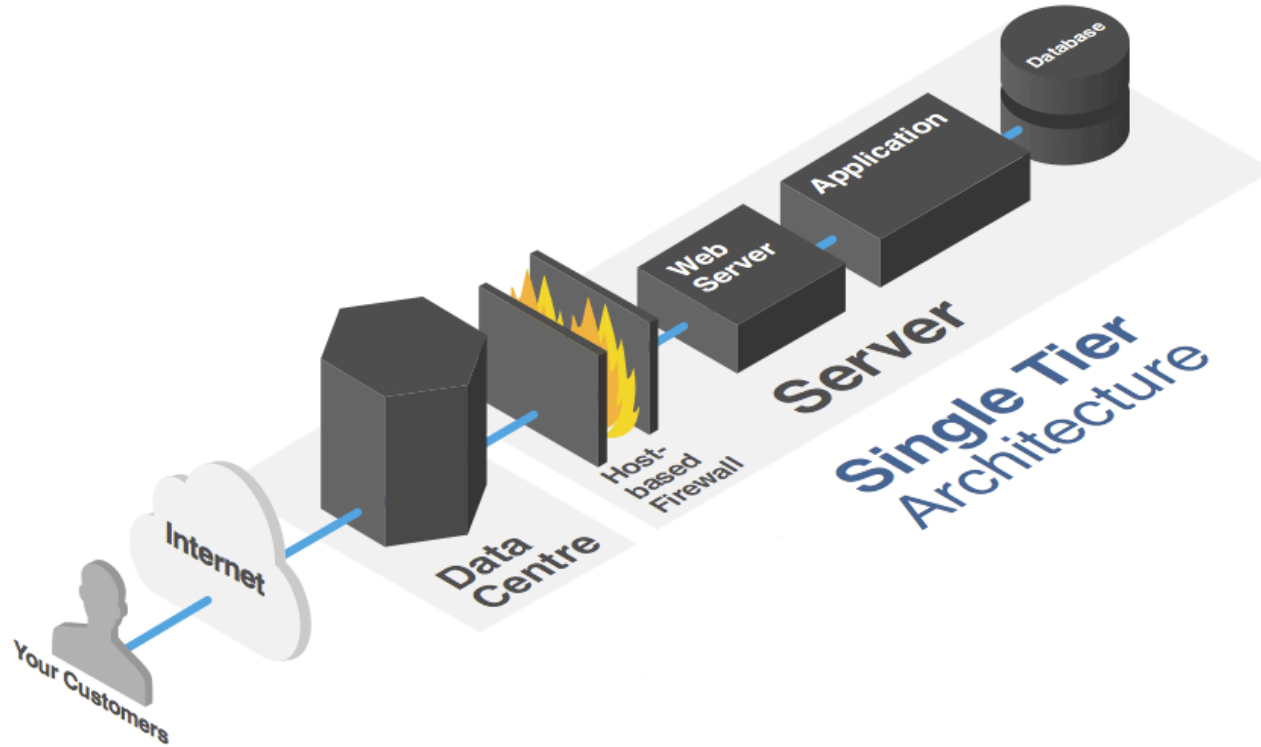 Database
Application
Web
Server
Server
Single Tier
Architecture
Host-
based
Firewall
Data
Centre
Internet
Your Customers